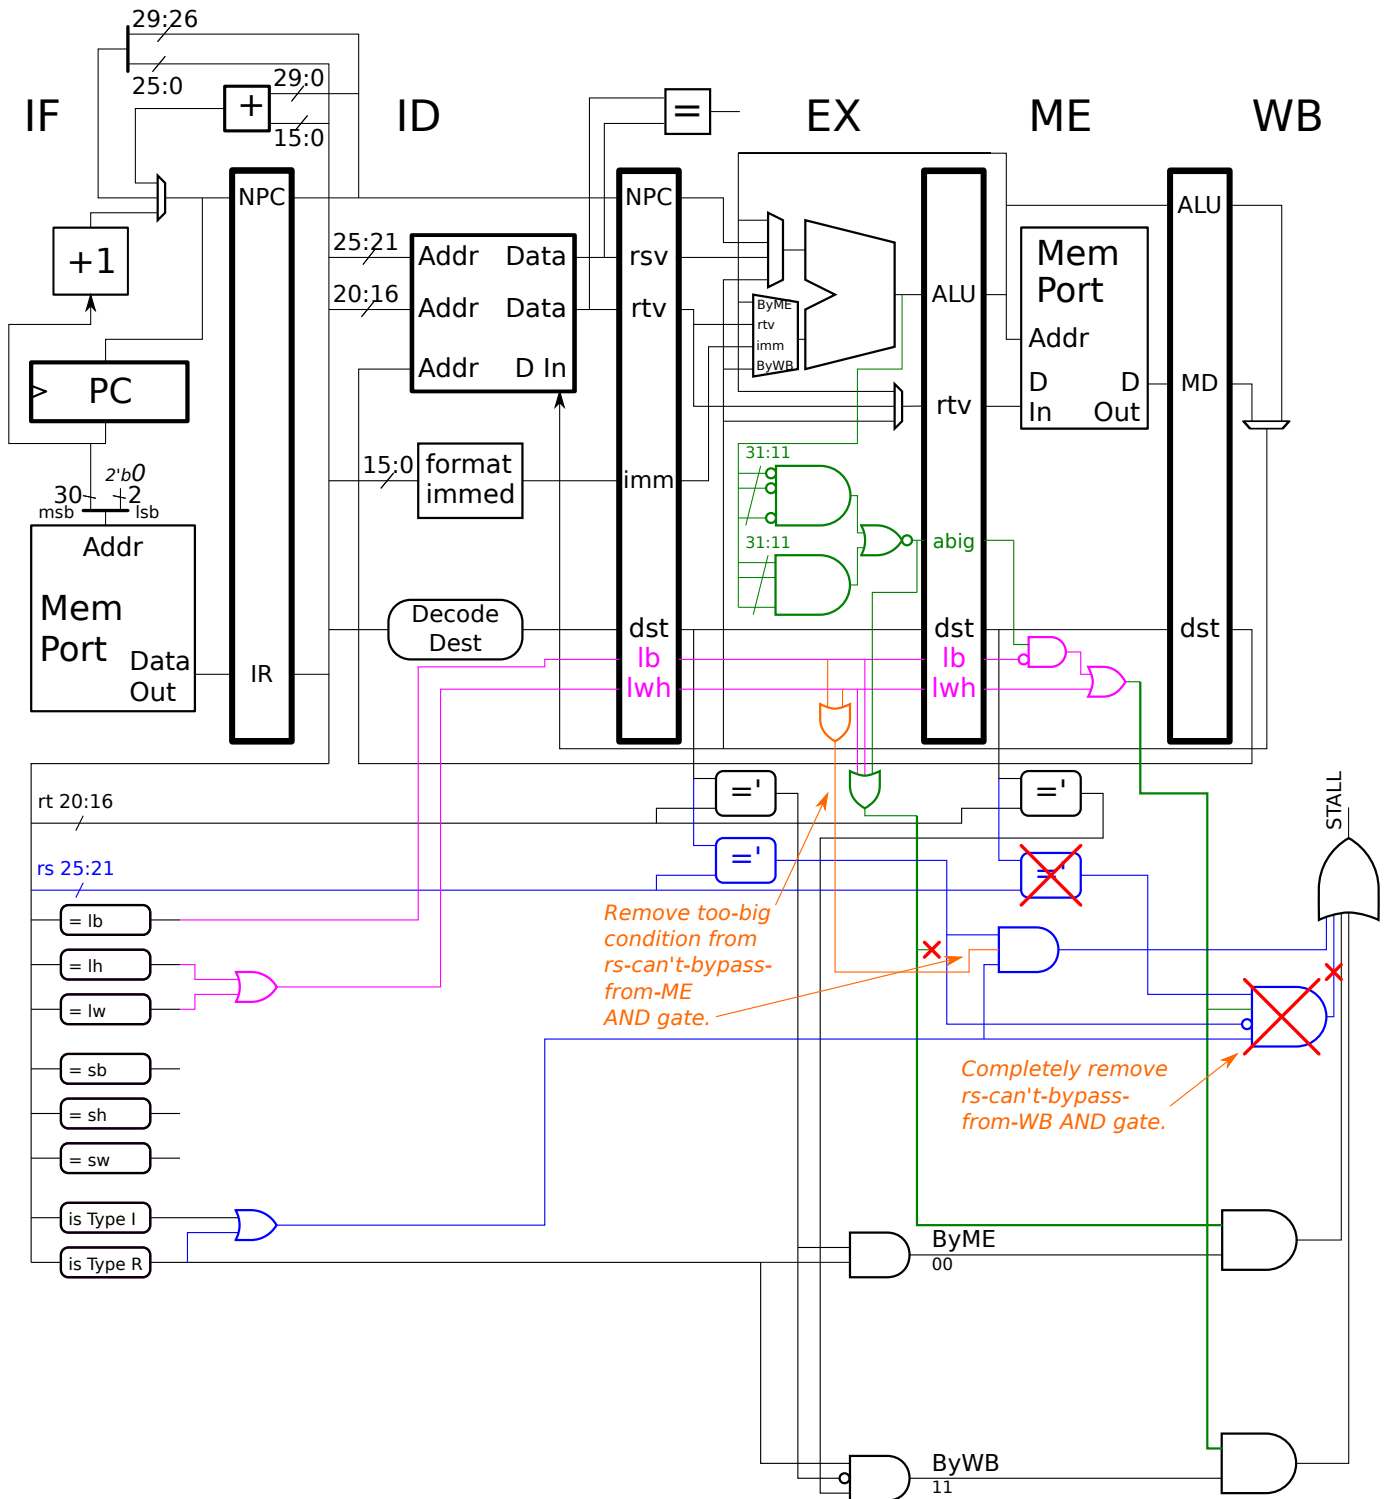 29:26
25:0
29:0
15:0
+
=
IF
ID
EX
ME
WB
NPC
NPC
ALU
+1
25:21
Addr
Data
rsv
20:16
Addr
Data
rtv
Addr
D In
ByME
rtv
imm
ByWB
ALU
Mem
Port
Addr
D
In
D
Out
MD
PC
rtv
15:0
format
immed
imm
31:11
31:11
abig
2'b0
30
2
msb
lsb
Addr
Mem
Port
Data
Out
IR
Decode
Dest
dst
lb
lwh
dst
lb
lwh
dst
rt 20:16
='
='
STALL
rs 25:21
='
='
= lb
= lh
= lw
= sb
= sh
= sw
is Type I
is Type R
Remove too-big
condition from
rs-can't-bypass-
from-ME
AND gate.
Completely remove
rs-can't-bypass-
from-WB AND gate.
ByME
00
ByWB
11